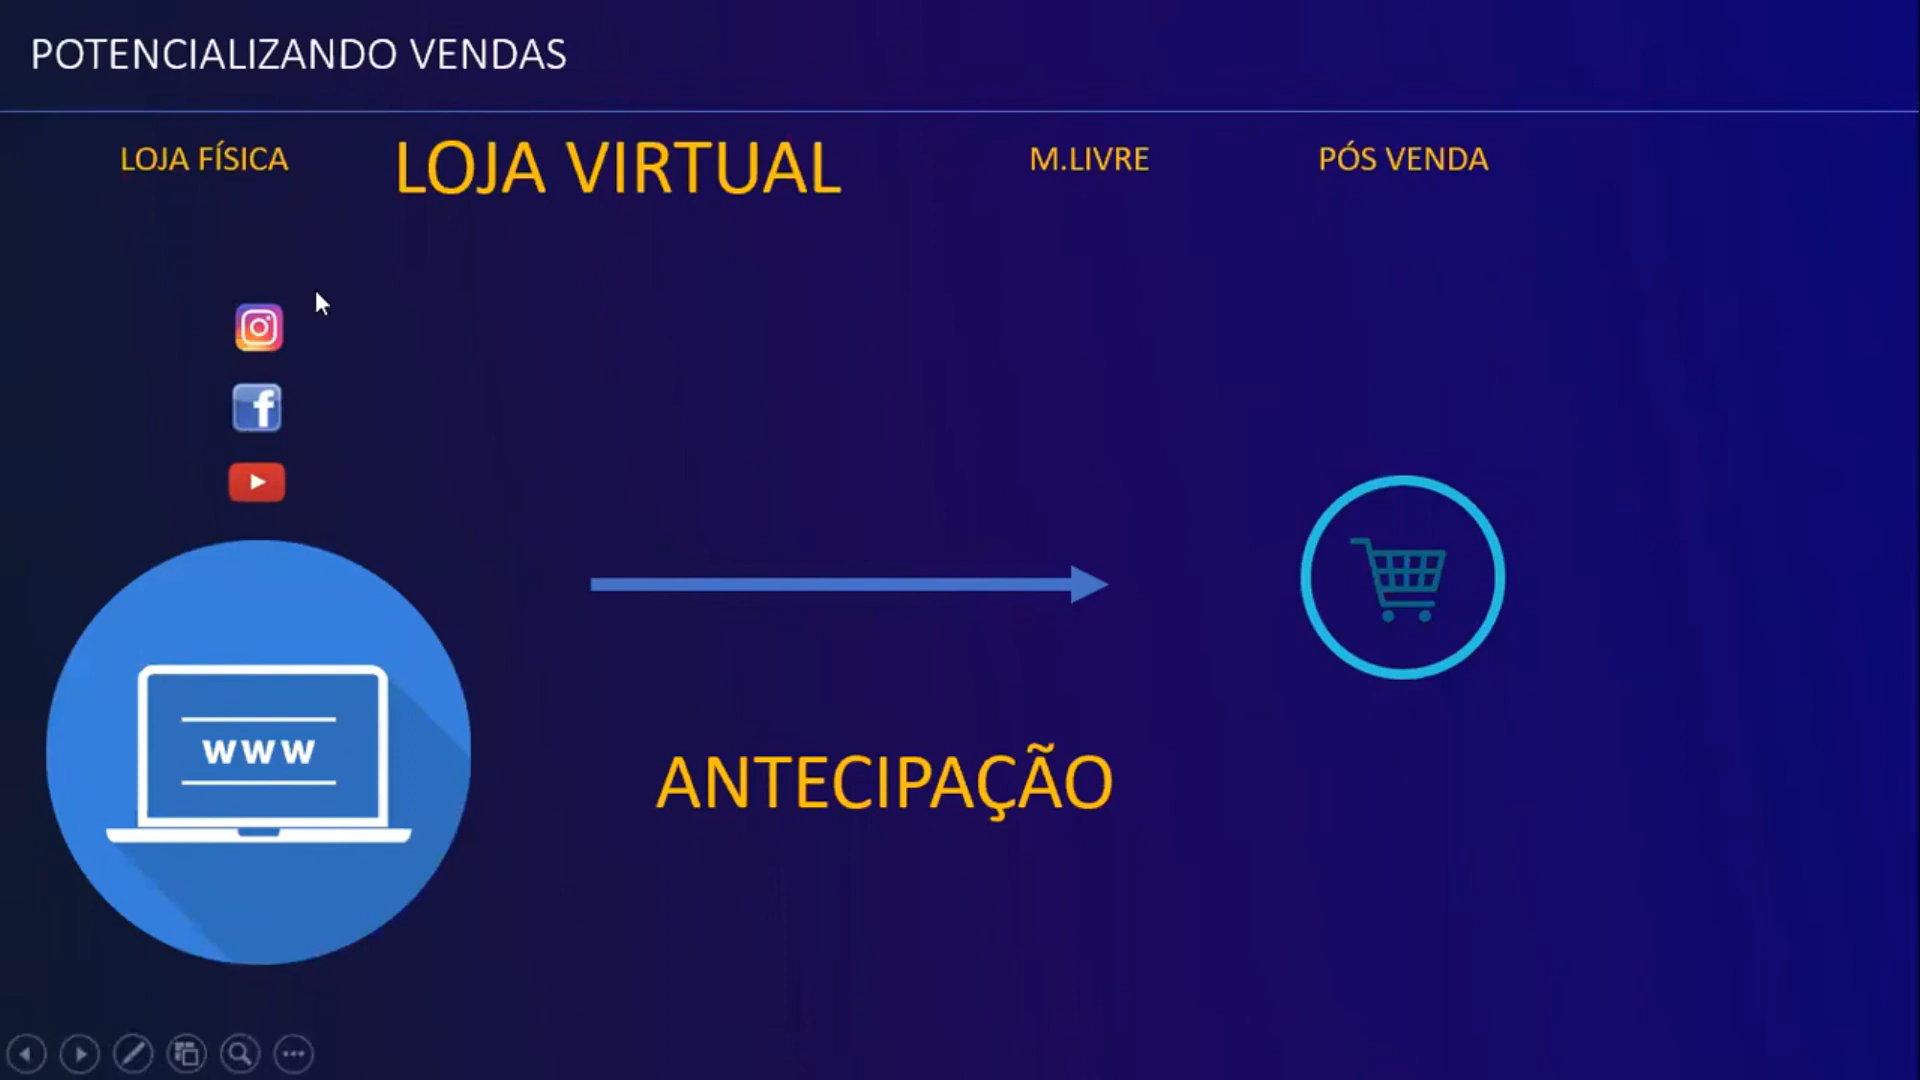 POTENCIALIZANDO VENDAS
LOJA FÍSICA
LOJA VIRTUAL
M.LIVRE
PÓS VENDA
f
www
ANTECIPAÇÃO